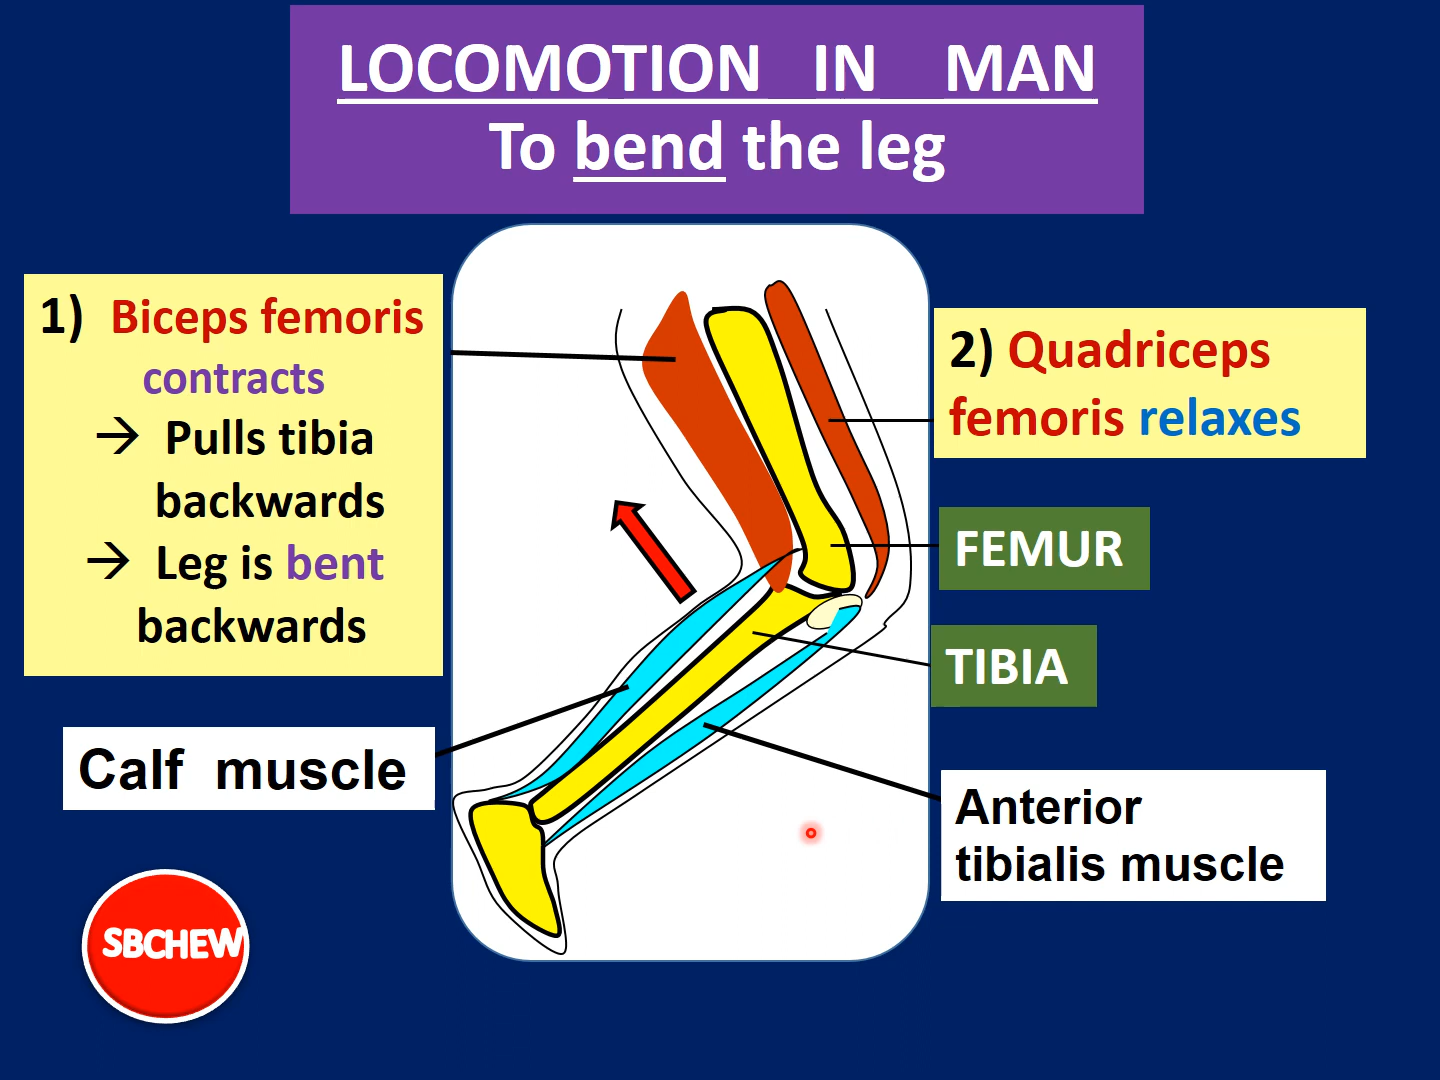 LOCOMOTION IN MAN
To bend the leg
1) Biceps femoris
contracts
→ Pulls tibia
backwards
→ Leg is bent
backwards
2) Quadriceps
femoris relaxes
FEMUR
TIBIA
Calf muscle
Anterior
tibialis muscle
SBCHEW